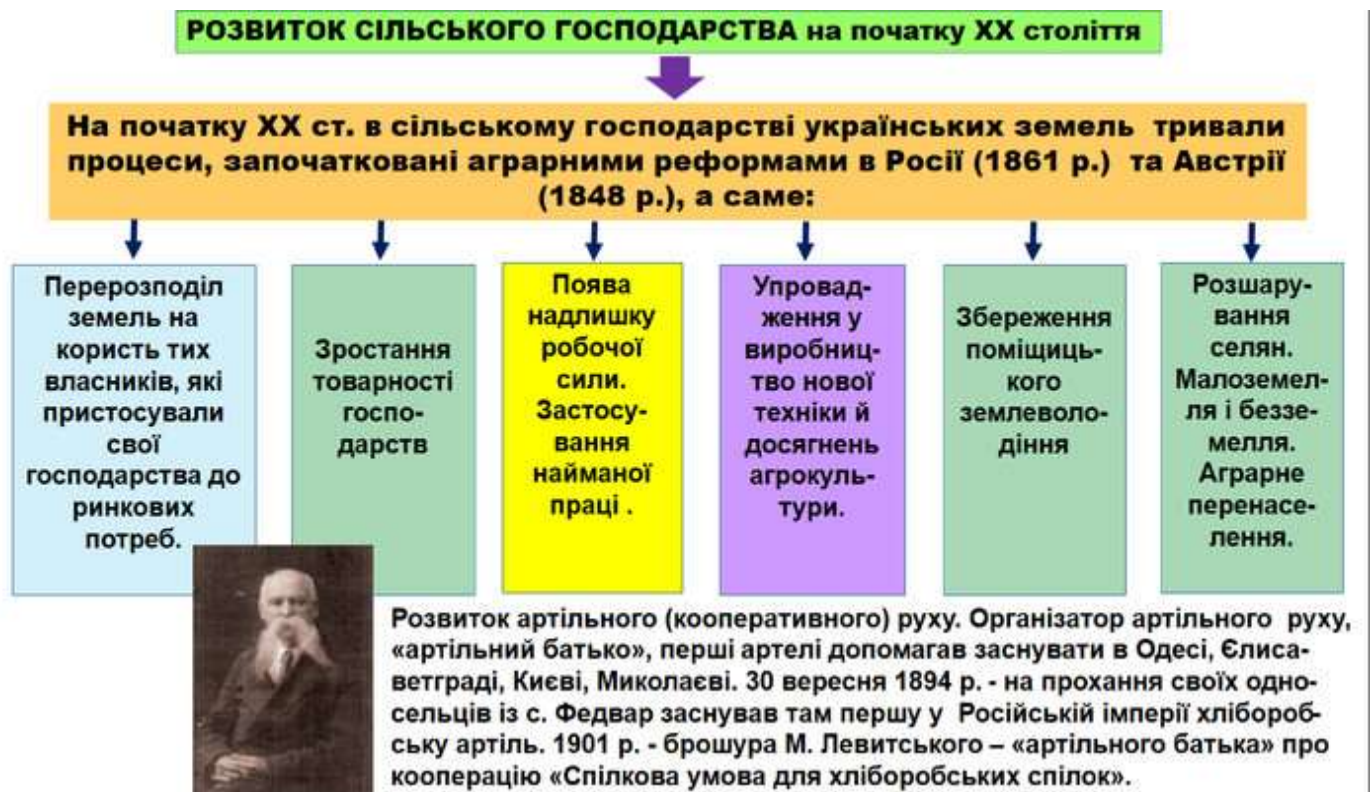 РОЗВИТОК СІЛЬСЬКОГО ГОСПОДАРСТВА на початку ХХ століття
На початку ХХ ст. в сільському господарстві українських земель тривали
процеси, започатковані аграрними реформами в Росії (1861 р.) та Австрії
(1848 р.), а саме:
Перерозподіл
земель на
користь тих
власників, які
пристосували
свої
господарства до
ринкових
потреб.
Зростання
товарності
госпо-
дарств
Поява
надлишку
робочої
сили.
Застосу-
вання
найманої
праці .
Упровад-
ження у
виробниц-
тво нової
техніки й
досягнень
агрокуль-
тури.
Збереження
поміщиць-
кого
землеволо-
діння
Розшару-
вання
селян.
Малоземел-
ля і беззе-
мелля.
Аграрне
перенасе-
лення.
Розвиток артільного (кооперативного) руху. Організатор артільного руху,
«артільний батько», перші артелі допомагав заснувати в Одесі, Єлиса-
ветграді, Києві, Миколаєві. 30 вересня 1894 р. - на прохання своїх одно-
сельців із с. Федвар заснував там першу у Російській імперії хлібороб-
ську артіль. 1901 р. - брошура М. Левитського – «артільного батька» про
кооперацію «Спілкова умова для хліборобських спілок».